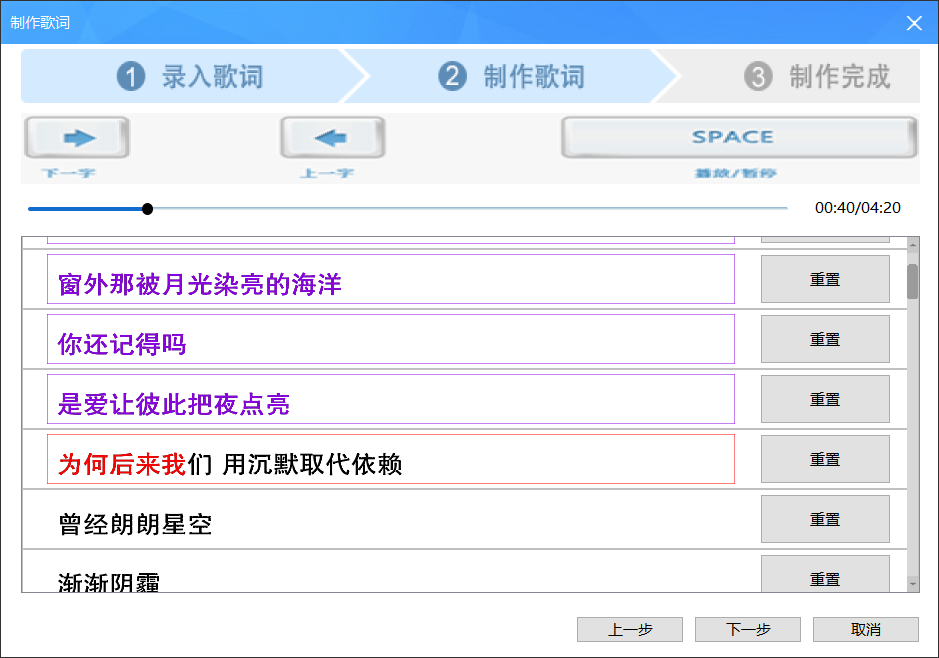 制作歌词
1 录入歌词
2 制作歌词
3 制作完成
SPACE
下一字
上一字
播放/暂停
00:40/04:20
窗外那被月光染亮的海洋
重置
你还记得吗
重置
是爱让彼此把夜点亮
重置
为何后来我们 用沉默取代依赖
重置
曾经朗朗星空
重置
渐渐阴霾
重置
上一步
下一步
取消